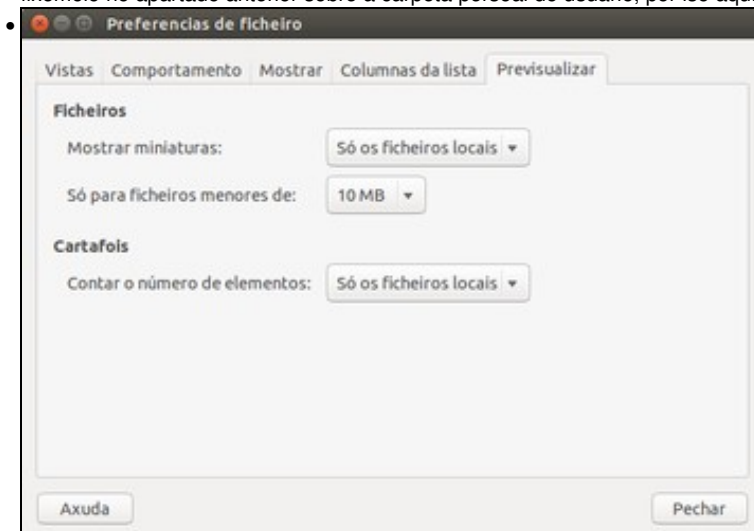 Preferencias de ficheiro
Vistas Comportamento Mostrar Columnas da lista Previsualizar
Ficheiros
Mostrar miniaturas: Só os ficheiros locais
Só para ficheiros menores de: 10 MB
Cartafois
Contar o número de elementos: Só os ficheiros locais
Axuda Pechar